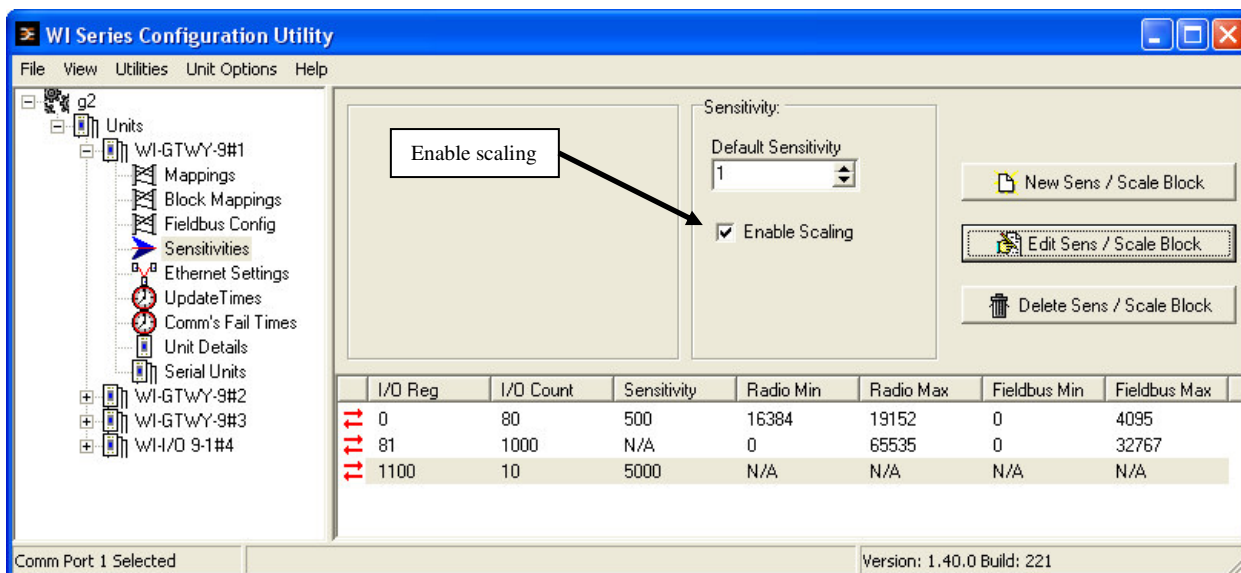 WI Series Configuration Utility
File View Utilities Unit Options Help
g2
Units
WI-GTWY-9#1
Mappings
Block Mappings
Fieldbus Config
Sensitivities
Ethernet Settings
UpdateTimes
Comm's Fail Times
Unit Details
Serial Units
WI-GTWY-9#2
WI-GTWY-9#3
WI-I/O 9-1#4
Enable scaling
Sensitivity:
Default Sensitivity
1
Enable Scaling
New Sens / Scale Block
Edit Sens / Scale Block
Delete Sens / Scale Block
I/O Reg I/O Count Sensitivity Radio Min Radio Max Fieldbus Min Fieldbus Max
0 80 500 16384 19152 0 4095
81 1000 N/A 0 65535 0 32767
1100 10 5000 N/A N/A N/A N/A
Comm Port 1 Selected
Version: 1.40.0 Build: 221